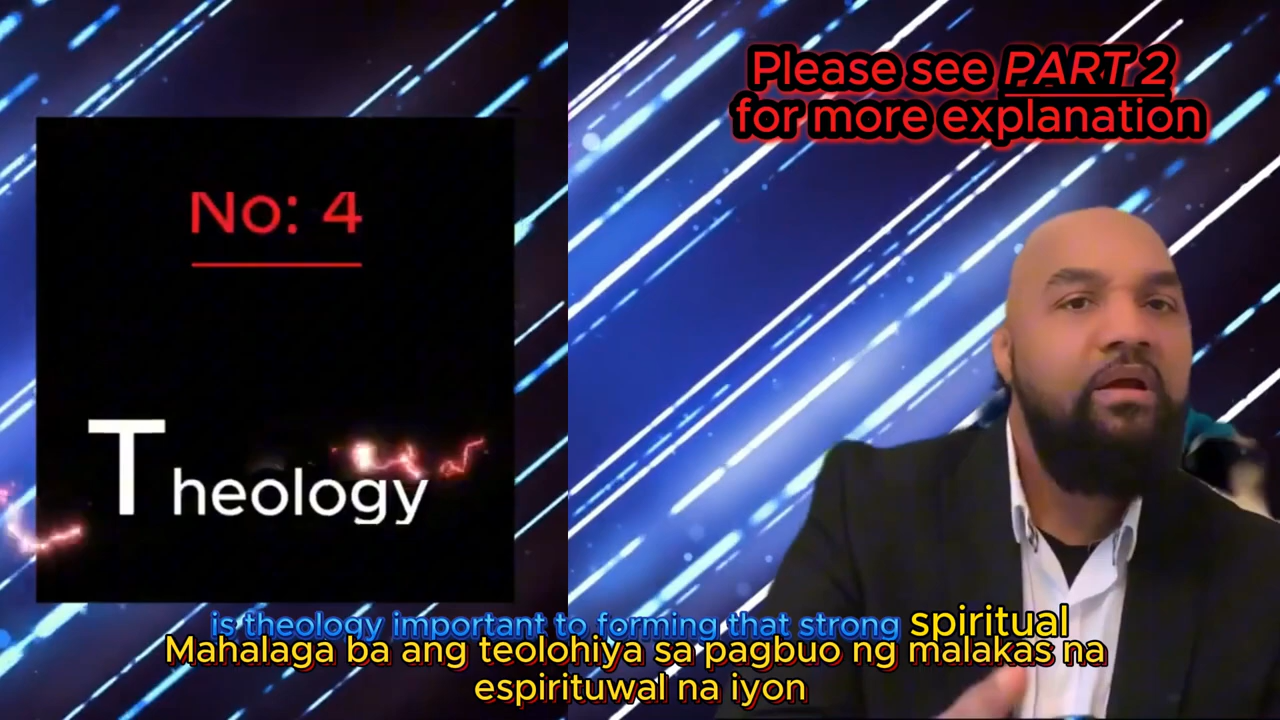 Please see PART 2
for more explanation
No: 4
Theology
is theology important to forming that strong spiritual
Mahalaga ba ang teolohiya sa pagbuo ng malakas na
espirituwal na iyon